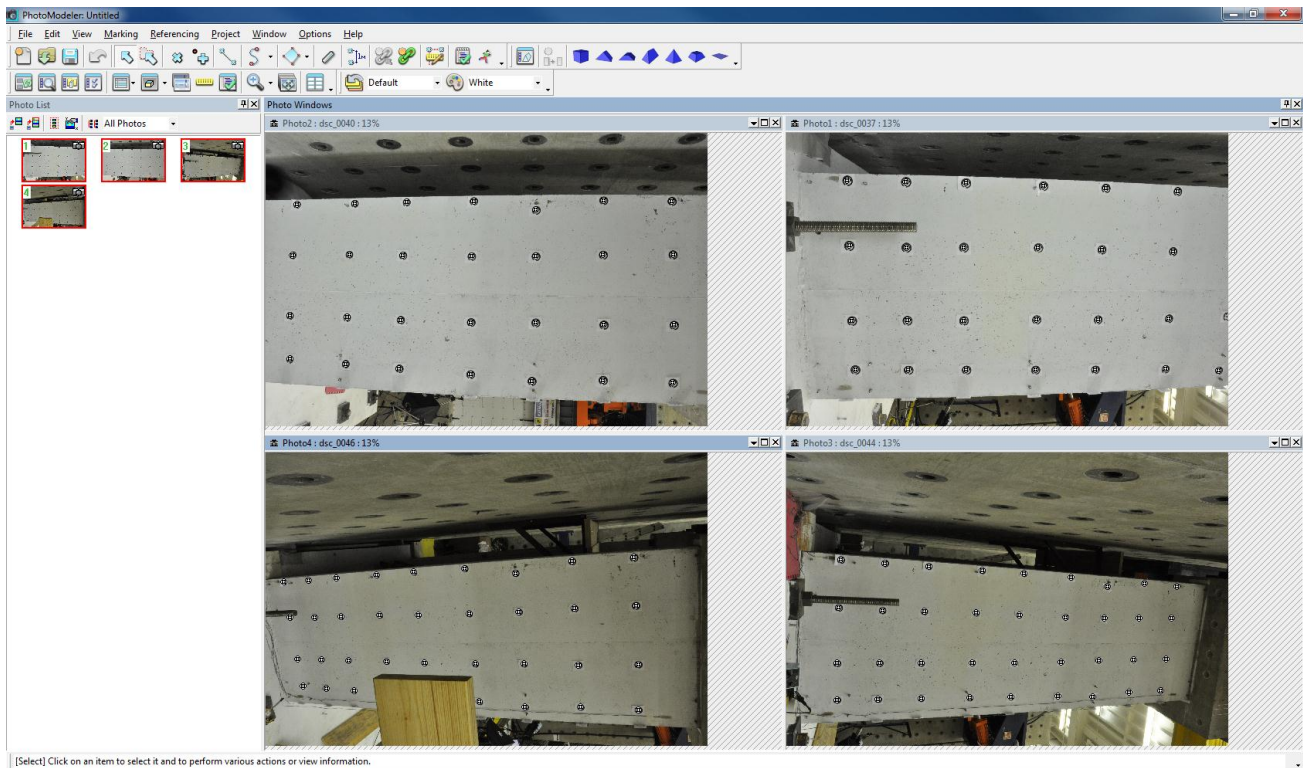 PhotoModeler: Untitled
File Edit View Marking Referencing Project Window Options Help
Default White
Photo List
Photo Windows
All Photos
1 2 3
4
Photo2 : dsc_0040 : 13%
Photo1 : dsc_0037 : 13%
Photo4 : dsc_0046 : 13%
Photo3 : dsc_0044 : 13%
[Select] Click on an item to select it and to perform various actions or view information.